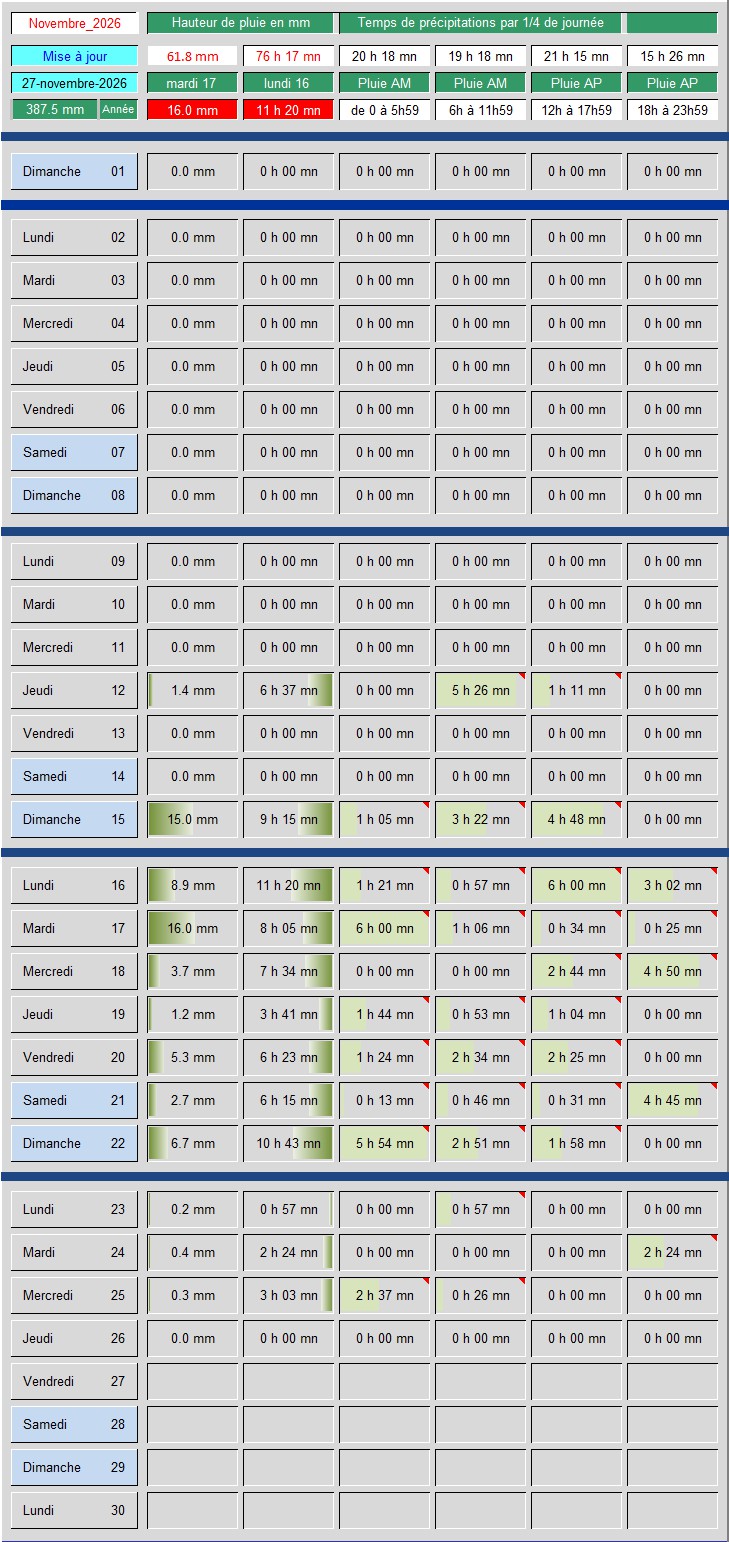 Novembre_2026 Hauteur de pluie en mm Temps de précipitations par 1/4 de journée
Mise à jour 61.8 mm 76 h 17 mn 20 h 18 mn 19 h 18 mn 21 h 15 mn 15 h 26 mn
27-novembre-2026 mardi 17 lundi 16 Pluie AM Pluie AM Pluie AP Pluie AP
387.5 mm Année 16.0 mm 11 h 20 mn de 0 à 5h59 6h à 11h59 12h à 17h59 18h à 23h59
Dimanche 01 0.0 mm 0 h 00 mn 0 h 00 mn 0 h 00 mn 0 h 00 mn 0 h 00 mn
Lundi 02 0.0 mm 0 h 00 mn 0 h 00 mn 0 h 00 mn 0 h 00 mn 0 h 00 mn
Mardi 03 0.0 mm 0 h 00 mn 0 h 00 mn 0 h 00 mn 0 h 00 mn 0 h 00 mn
Mercredi 04 0.0 mm 0 h 00 mn 0 h 00 mn 0 h 00 mn 0 h 00 mn 0 h 00 mn
Jeudi 05 0.0 mm 0 h 00 mn 0 h 00 mn 0 h 00 mn 0 h 00 mn 0 h 00 mn
Vendredi 06 0.0 mm 0 h 00 mn 0 h 00 mn 0 h 00 mn 0 h 00 mn 0 h 00 mn
Samedi 07 0.0 mm 0 h 00 mn 0 h 00 mn 0 h 00 mn 0 h 00 mn 0 h 00 mn
Dimanche 08 0.0 mm 0 h 00 mn 0 h 00 mn 0 h 00 mn 0 h 00 mn 0 h 00 mn
Lundi 09 0.0 mm 0 h 00 mn 0 h 00 mn 0 h 00 mn 0 h 00 mn 0 h 00 mn
Mardi 10 0.0 mm 0 h 00 mn 0 h 00 mn 0 h 00 mn 0 h 00 mn 0 h 00 mn
Mercredi 11 0.0 mm 0 h 00 mn 0 h 00 mn 0 h 00 mn 0 h 00 mn 0 h 00 mn
Jeudi 12 1.4 mm 6 h 37 mn 0 h 00 mn 5 h 26 mn 1 h 11 mn 0 h 00 mn
Vendredi 13 0.0 mm 0 h 00 mn 0 h 00 mn 0 h 00 mn 0 h 00 mn 0 h 00 mn
Samedi 14 0.0 mm 0 h 00 mn 0 h 00 mn 0 h 00 mn 0 h 00 mn 0 h 00 mn
Dimanche 15 15.0 mm 9 h 15 mn 1 h 05 mn 3 h 22 mn 4 h 48 mn 0 h 00 mn
Lundi 16 8.9 mm 11 h 20 mn 1 h 21 mn 0 h 57 mn 6 h 00 mn 3 h 02 mn
Mardi 17 16.0 mm 8 h 05 mn 6 h 00 mn 1 h 06 mn 0 h 34 mn 0 h 25 mn
Mercredi 18 3.7 mm 7 h 34 mn 0 h 00 mn 0 h 00 mn 2 h 44 mn 4 h 50 mn
Jeudi 19 1.2 mm 3 h 41 mn 1 h 44 mn 0 h 53 mn 1 h 04 mn 0 h 00 mn
Vendredi 20 5.3 mm 6 h 23 mn 1 h 24 mn 2 h 34 mn 2 h 25 mn 0 h 00 mn
Samedi 21 2.7 mm 6 h 15 mn 0 h 13 mn 0 h 46 mn 0 h 31 mn 4 h 45 mn
Dimanche 22 6.7 mm 10 h 43 mn 5 h 54 mn 2 h 51 mn 1 h 58 mn 0 h 00 mn
Lundi 23 0.2 mm 0 h 57 mn 0 h 00 mn 0 h 57 mn 0 h 00 mn 0 h 00 mn
Mardi 24 0.4 mm 2 h 24 mn 0 h 00 mn 0 h 00 mn 0 h 00 mn 2 h 24 mn
Mercredi 25 0.3 mm 3 h 03 mn 2 h 37 mn 0 h 26 mn 0 h 00 mn 0 h 00 mn
Jeudi 26 0.0 mm 0 h 00 mn 0 h 00 mn 0 h 00 mn 0 h 00 mn 0 h 00 mn
Vendredi 27
Samedi 28
Dimanche 29
Lundi 30